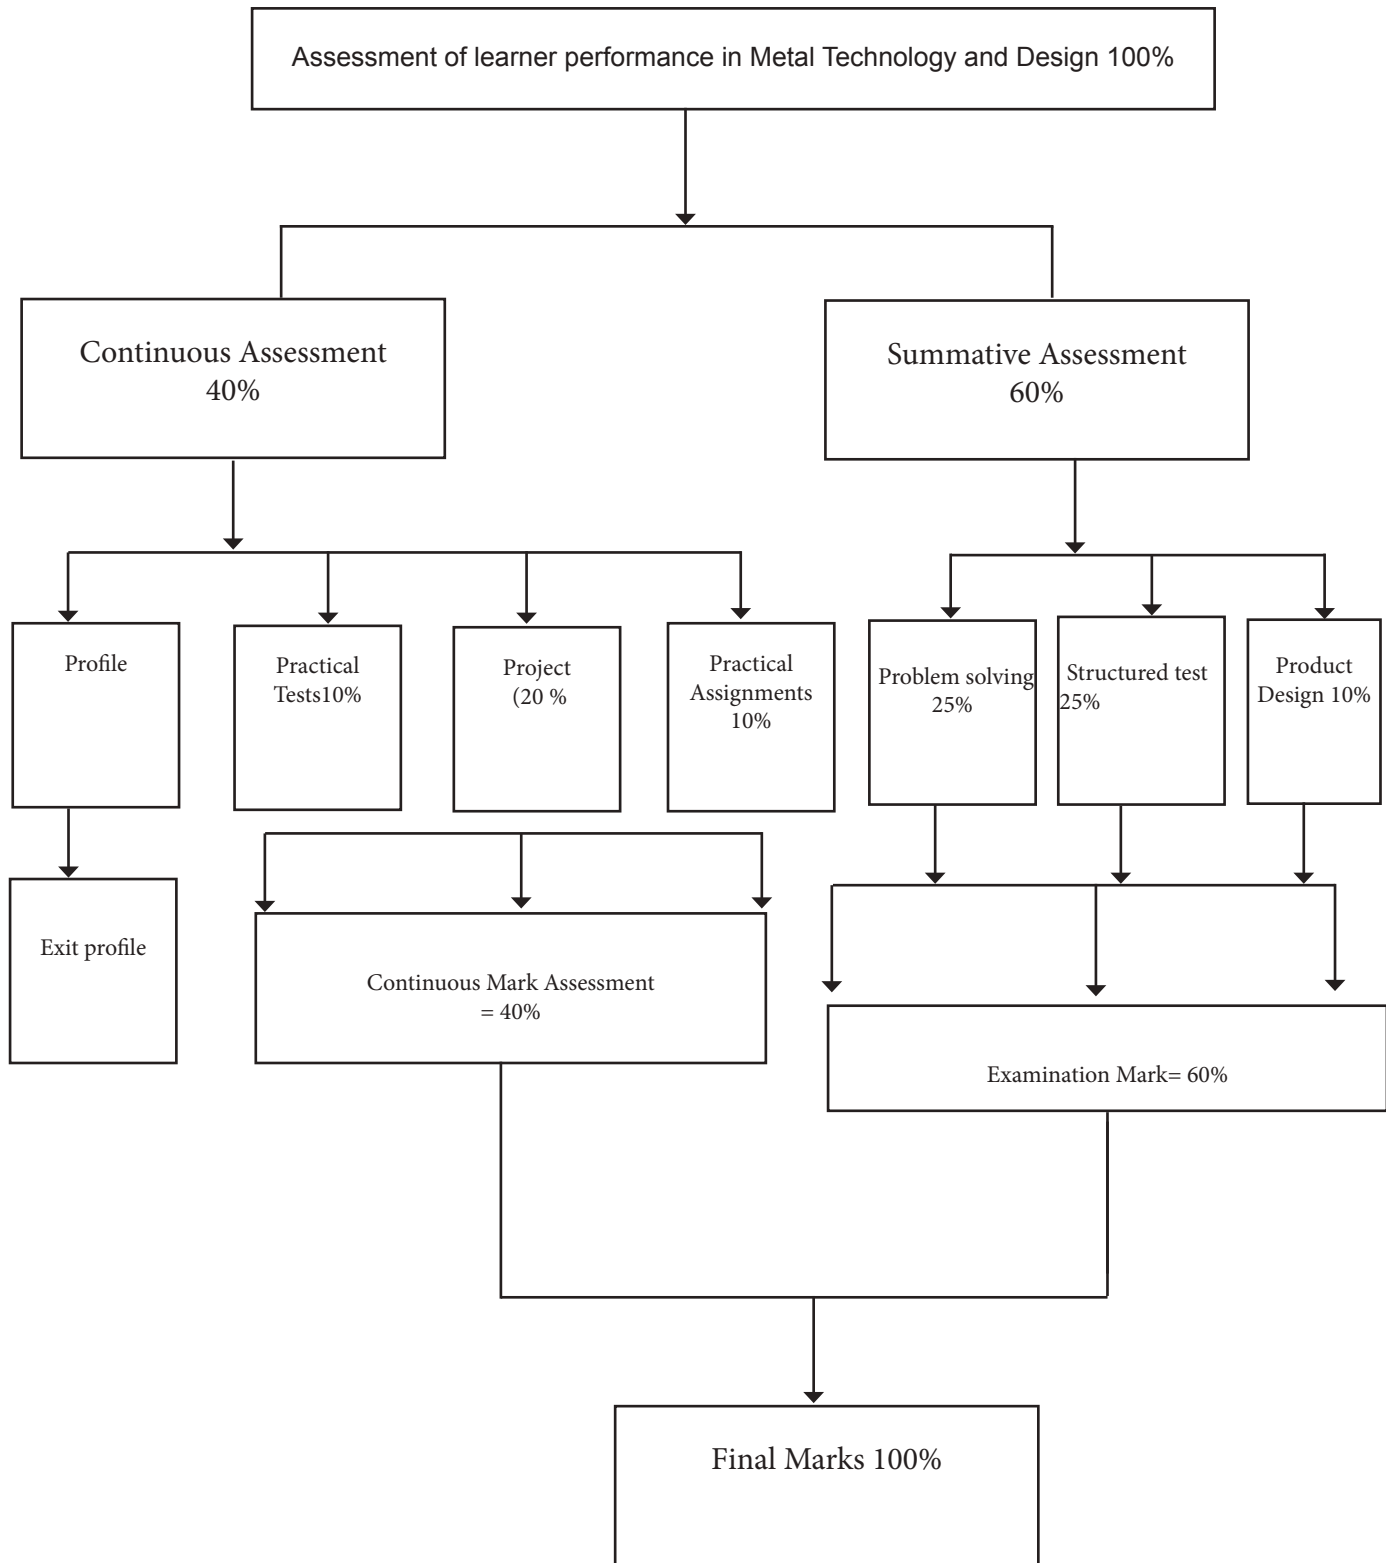 Assessment of learner performance in Metal Technology and Design 100%
Continuous Assessment
40%
Summative Assessment
60%
Profile
Practical
Tests10%
Project
(20 %
Practical
Assignments
10%
Problem solving
25%
Structured test
25%
Product
Design 10%
Exit profile
Continuous Mark Assessment
= 40%
Examination Mark= 60%
Final Marks 100%